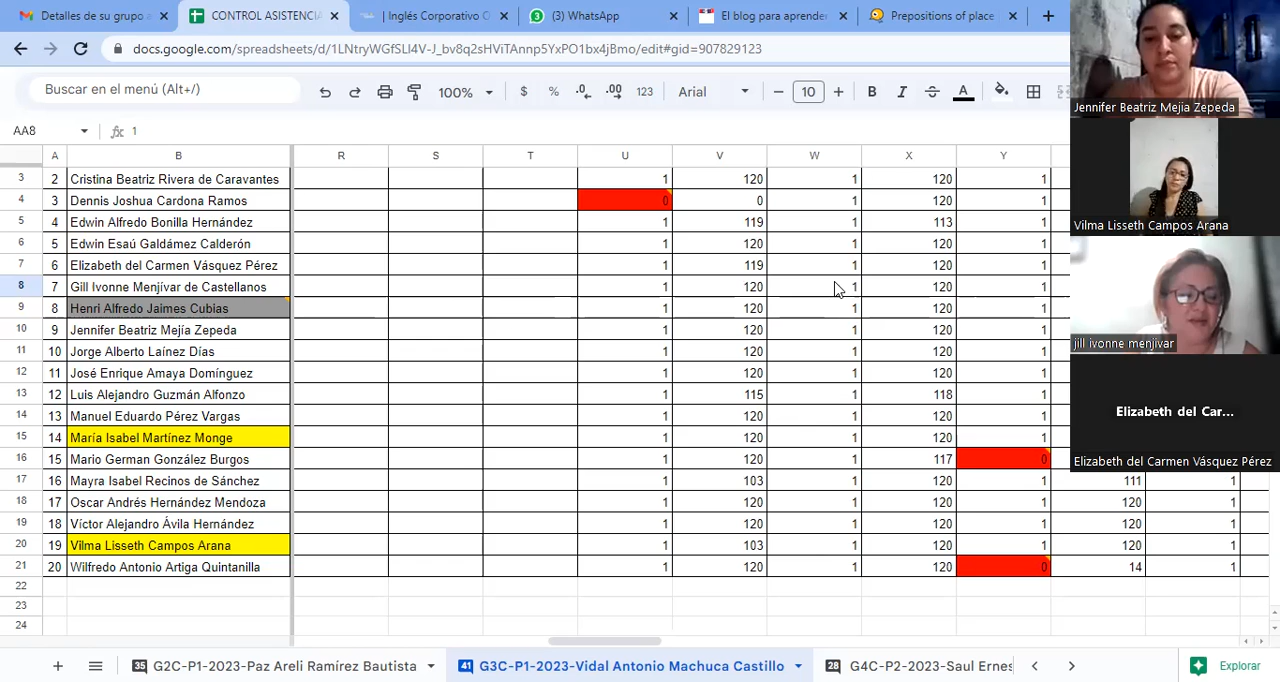 Detalles de su grupo a
CONTROL ASISTENCIA
Inglés Corporativo C
(3) WhatsApp
El blog para aprender
Prepositions of place
docs.google.com/spreadsheets/d/1LNtryWGfSLI4V-J_bv8q2sHViTAnnp5YxPO1bx4jBmo/edit#gid=907829123
Buscar en el menú (Alt+/)
100% $ % .0 .00 123 Arial 10 B I A
AA8 fx 1
A B R S T U V W X Y
3 2 Cristina Beatriz Rivera de Caravantes 1 120 1 120 1
4 3 Dennis Joshua Cardona Ramos 0 0 1 120 1
5 4 Edwin Alfredo Bonilla Hernández 1 119 1 113 1
6 5 Edwin Esaú Galdámez Calderón 1 120 1 120 1
7 6 Elizabeth del Carmen Vásquez Pérez 1 119 1 120 1
8 7 Gill Ivonne Menjívar de Castellanos 1 120 1 120 1
9 8 Henri Alfredo Jaimes Cubias 1 120 1 120 1
10 9 Jennifer Beatriz Mejía Zepeda 1 120 1 120 1
11 10 Jorge Alberto Laínez Días 1 120 1 120 1
12 11 José Enrique Amaya Domínguez 1 120 1 120 1
13 12 Luis Alejandro Guzmán Alfonzo 1 115 1 118 1
14 13 Manuel Eduardo Pérez Vargas 1 120 1 120 1
15 14 María Isabel Martínez Monge 1 120 1 120 1
16 15 Mario German González Burgos 1 120 1 117 0
17 16 Mayra Isabel Recinos de Sánchez 1 103 1 120 1 111 1
18 17 Oscar Andrés Hernández Mendoza 1 120 1 120 1 120 1
19 18 Víctor Alejandro Ávila Hernández 1 120 1 120 1 120 1
20 19 Vilma Lisseth Campos Arana 1 103 1 120 1 120 1
21 20 Wilfredo Antonio Artiga Quintanilla 1 120 1 120 0 14 1
22
23
24
35 G2C-P1-2023-Paz Areli Ramírez Bautista
41 G3C-P1-2023-Vidal Antonio Machuca Castillo
28 G4C-P2-2023-Saul Ernes
Explorar
Jennifer Beatriz Mejia Zepeda
Vilma Lisseth Campos Arana
jill ivonne menjivar
Elizabeth del Car...
Elizabeth del Carmen Vásquez Pérez